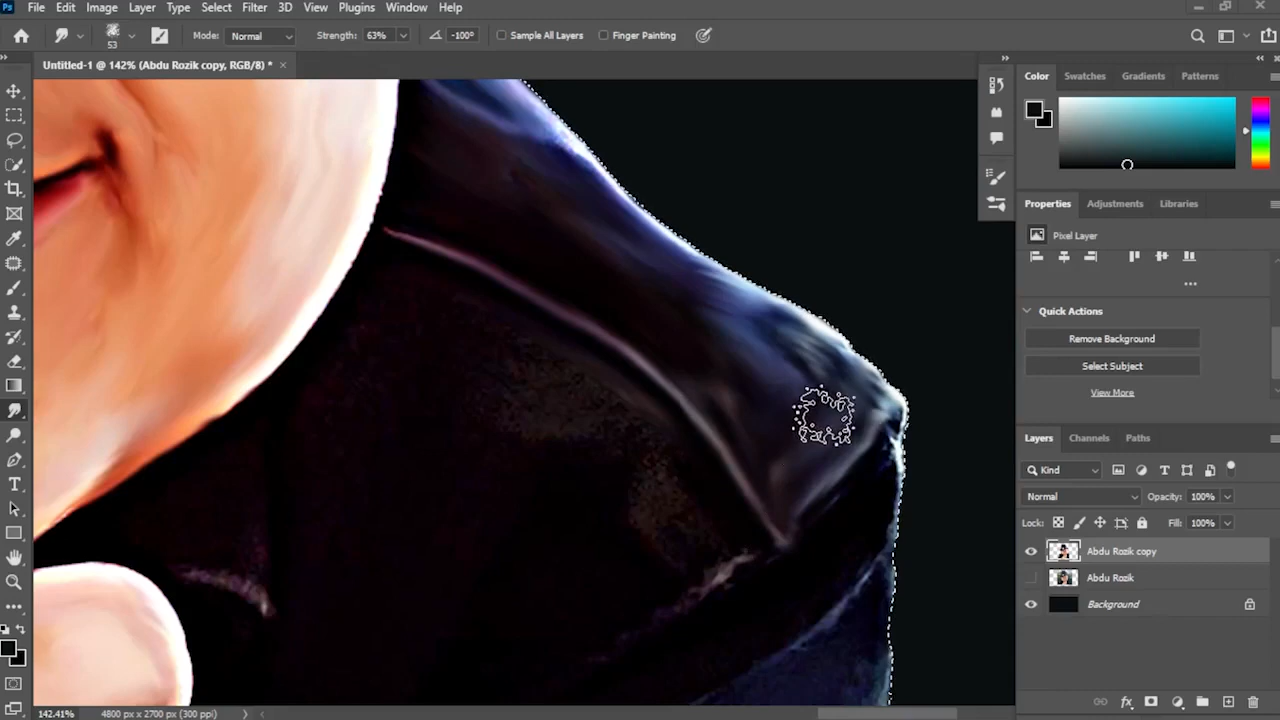 Ps File Edit Image Layer Type Select Filter 3D View Plugins Window Help
53 Mode: Normal Strength: 63% -100° Sample All Layers Finger Painting
Untitled-1 @ 142% (Abdu Rozik copy, RGB/8) * ×
Color Swatches Gradients Patterns
Properties Adjustments Libraries
Pixel Layer
Quick Actions
Remove Background
Select Subject
View More
Layers Channels Paths
Kind
Normal Opacity: 100%
Lock: Fill: 100%
Abdu Rozik copy
Abdu Rozik
Background
142.41% 4800 px x 2700 px (300 ppi)